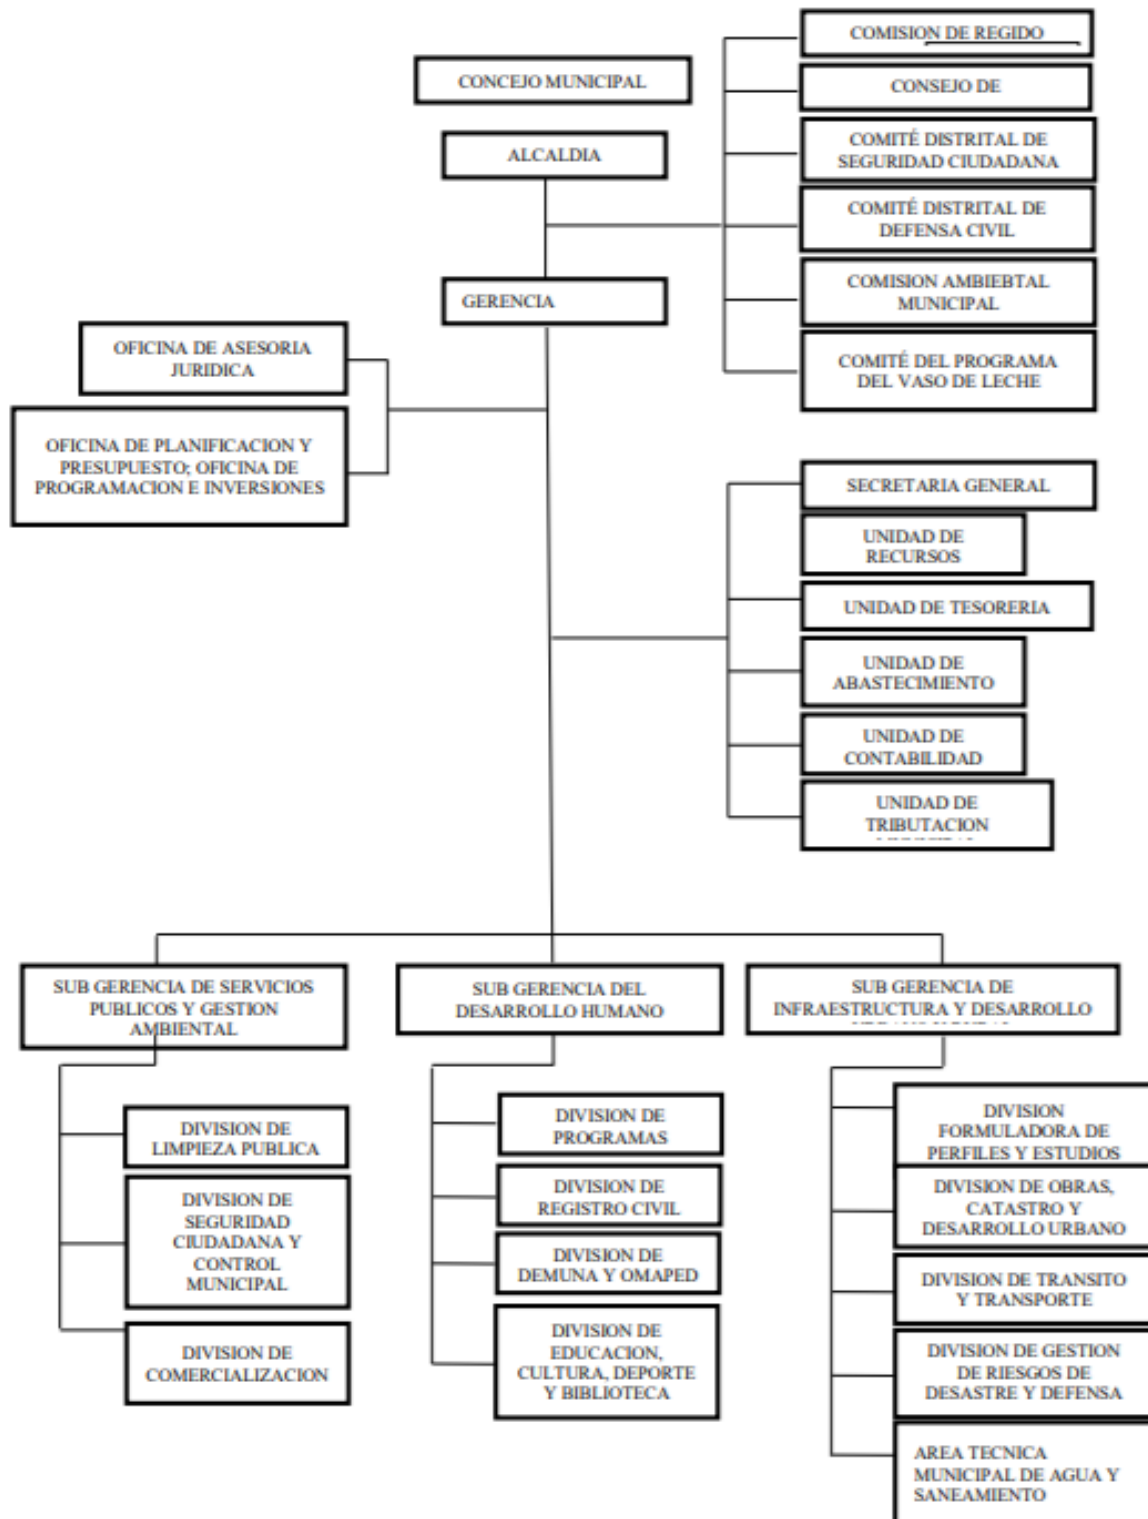 COMISION DE REGIDO
CONCEJO MUNICIPAL
CONSEJO DE
ALCALDIA
COMITÉ DISTRITAL DE
SEGURIDAD CIUDADANA
COMITÉ DISTRITAL DE
DEFENSA CIVIL
GERENCIA
COMISION AMBIEBTAL
MUNICIPAL
OFICINA DE ASESORIA
JURIDICA
COMITÉ DEL PROGRAMA
DEL VASO DE LECHE
OFICINA DE PLANIFICACION Y
PRESUPUESTO; OFICINA DE
PROGRAMACION E INVERSIONES
SECRETARIA GENERAL
UNIDAD DE
RECURSOS
UNIDAD DE TESORERIA
UNIDAD DE
ABASTECIMIENTO
UNIDAD DE
CONTABILIDAD
UNIDAD DE
TRIBUTACION
SUB GERENCIA DE SERVICIOS
PUBLICOS Y GESTION
AMBIENTAL
SUB GERENCIA DEL
DESARROLLO HUMANO
SUB GERENCIA DE
INFRAESTRUCTURA Y DESARROLLO
DIVISION DE
LIMPIEZA PUBLICA
DIVISION DE
SEGURIDAD
CIUDADANA Y
CONTROL
MUNICIPAL
DIVISION DE
COMERCIALIZACION
DIVISION DE
PROGRAMAS
DIVISION DE
REGISTRO CIVIL
DIVISION DE
DEMUNA Y OMAPED
DIVISION DE
EDUCACION,
CULTURA, DEPORTE
Y BIBLIOTECA
DIVISION
FORMULADORA DE
PERFILES Y ESTUDIOS
DIVISION DE OBRAS,
CATASTRO Y
DESARROLLO URBANO
DIVISION DE TRANSITO
Y TRANSPORTE
DIVISION DE GESTION
DE RIESGOS DE
DESASTRE Y DEFENSA
AREA TECNICA
MUNICIPAL DE AGUA Y
SANEAMIENTO